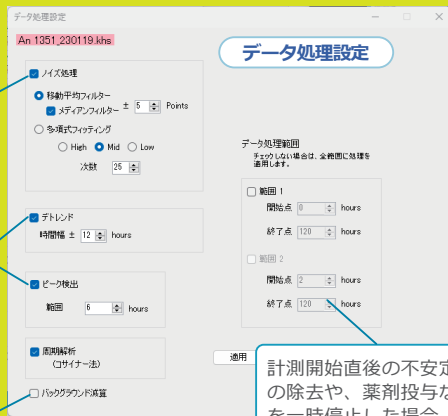 データ処理設定
An 1351_230119.khs
データ処理設定
ノイズ処理
移動平均フィルター
メディアンフィルター ± 5 Points
多項式フィッティング
High Mid Low
次数 25
デトレンド
時間幅 ± 12 hours
ピーク検出
範囲 6 hours
周期解析
(コサイナー法)
バックグラウンド減算
データ処理範囲
チェックしない場合は、全範囲に処理を
適用します。
範囲 1
開始点 0 hours
終了点 120 hours
範囲 2
開始点 2 hours
終了点 120 hours
適用
計測開始直後の不安定
の除去や、薬剤投与な
を一時停止した場合